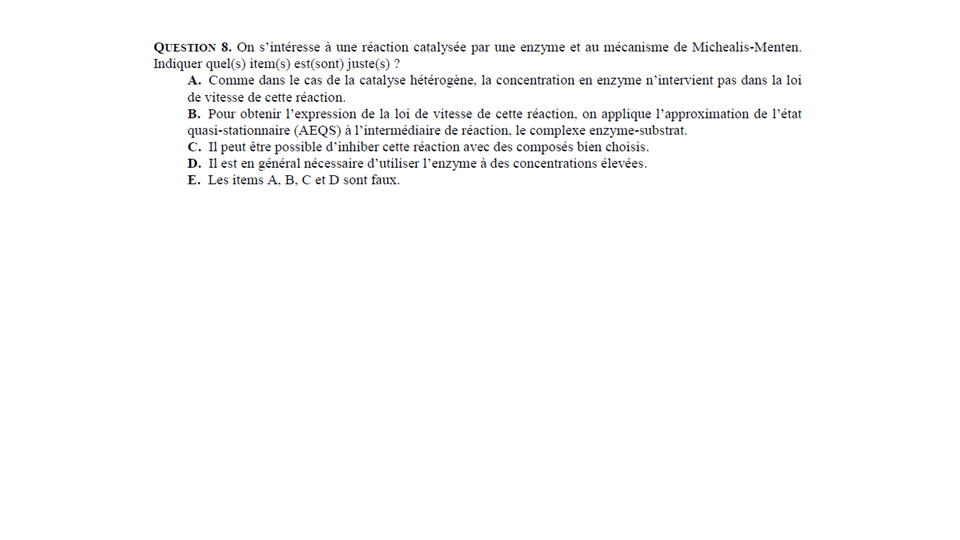 QUESTION 8. On s’intéresse à une réaction catalysée par une enzyme et au mécanisme de Michealis-Menten.
Indiquer quel(s) item(s) est(sont) juste(s) ?
A. Comme dans le cas de la catalyse hétérogène, la concentration en enzyme n’intervient pas dans la loi
de vitesse de cette réaction.
B. Pour obtenir l’expression de la loi de vitesse de cette réaction, on applique l’approximation de l’état
quasi-stationnaire (AEQS) à l’intermédiaire de réaction, le complexe enzyme-substrat.
C. Il peut être possible d’inhiber cette réaction avec des composés bien choisis.
D. Il est en général nécessaire d’utiliser l’enzyme à des concentrations élevées.
E. Les items A, B, C et D sont faux.